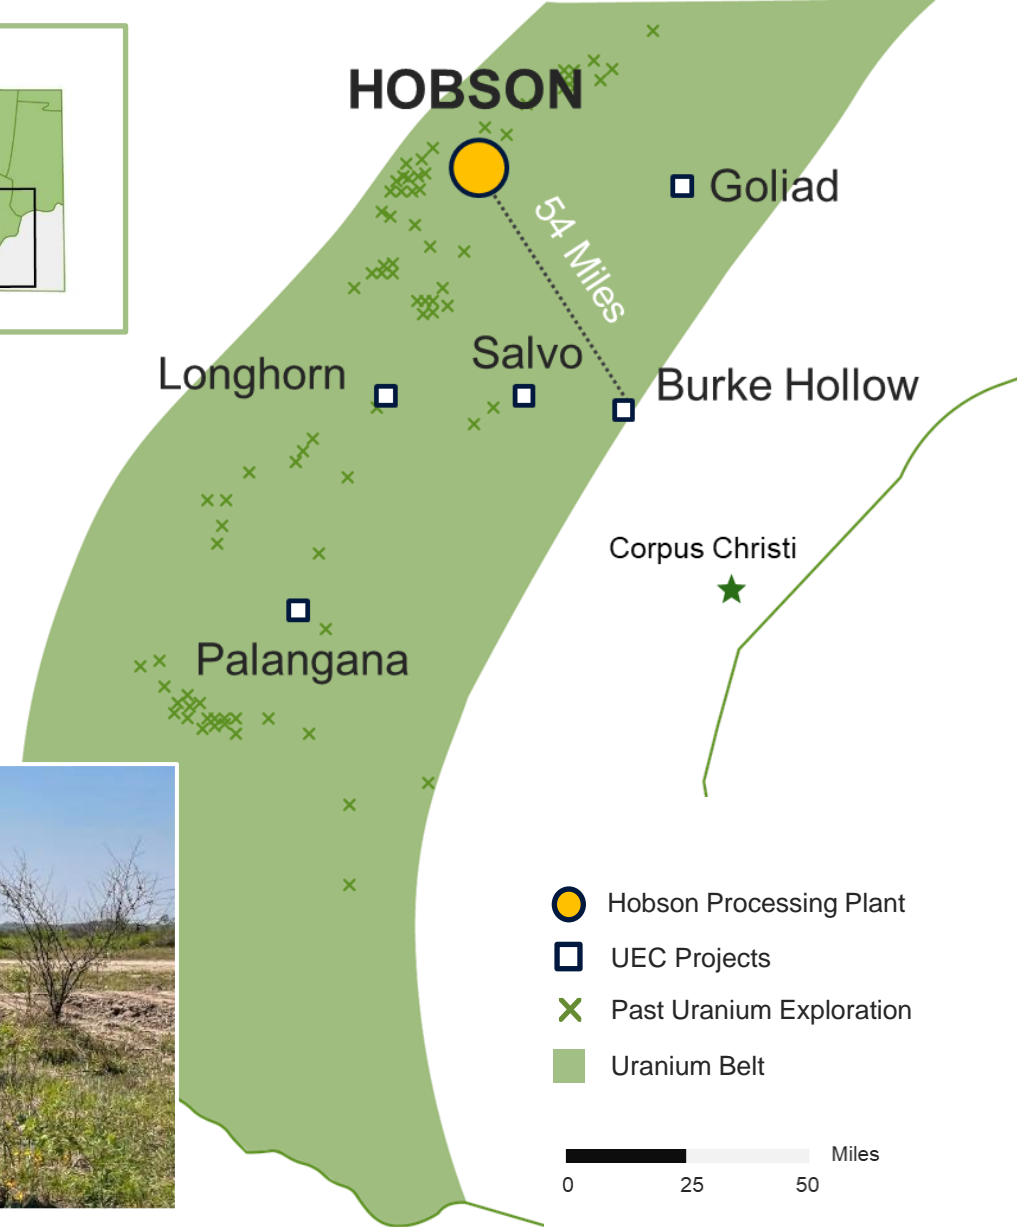 HOBSON
Goliad
54 Miles
Salvo
Longhorn
Burke Hollow
Corpus Christi
Palangana
Hobson Processing Plant
UEC Projects
Past Uranium Exploration
Uranium Belt
Miles
0 25 50